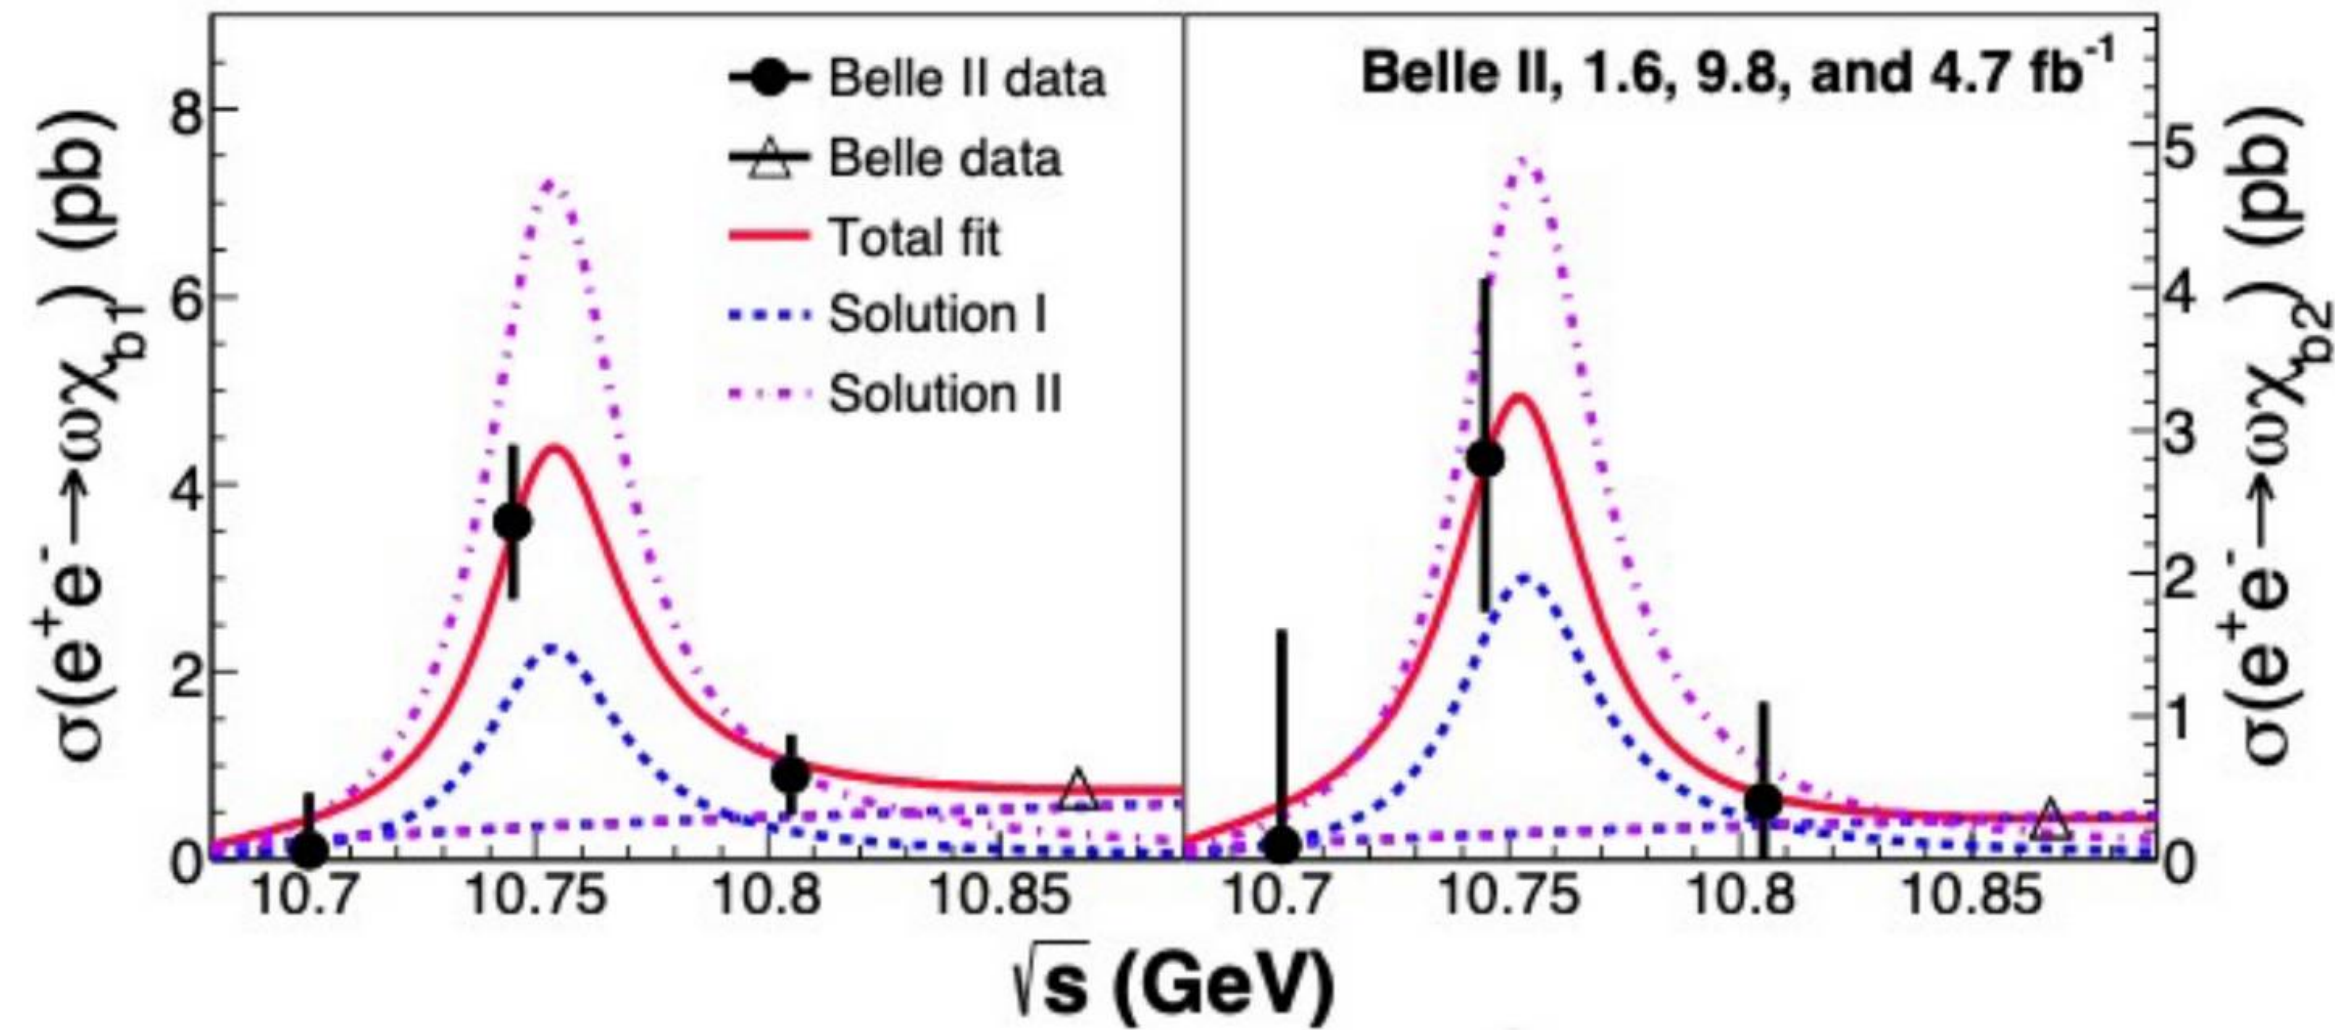 Belle II data
Belle data
Total fit
Solution I
Solution II
Belle II, 1.6, 9.8, and 4.7 fb⁻¹
σ(e⁺e⁻→ωχ_b1) (pb)
8
6
4
2
0
10.7 10.75 10.8 10.85
10.7 10.75 10.8 10.85
5
4
3
2
1
0
σ(e⁺e⁻→ωχ_b2) (pb)
√s (GeV)